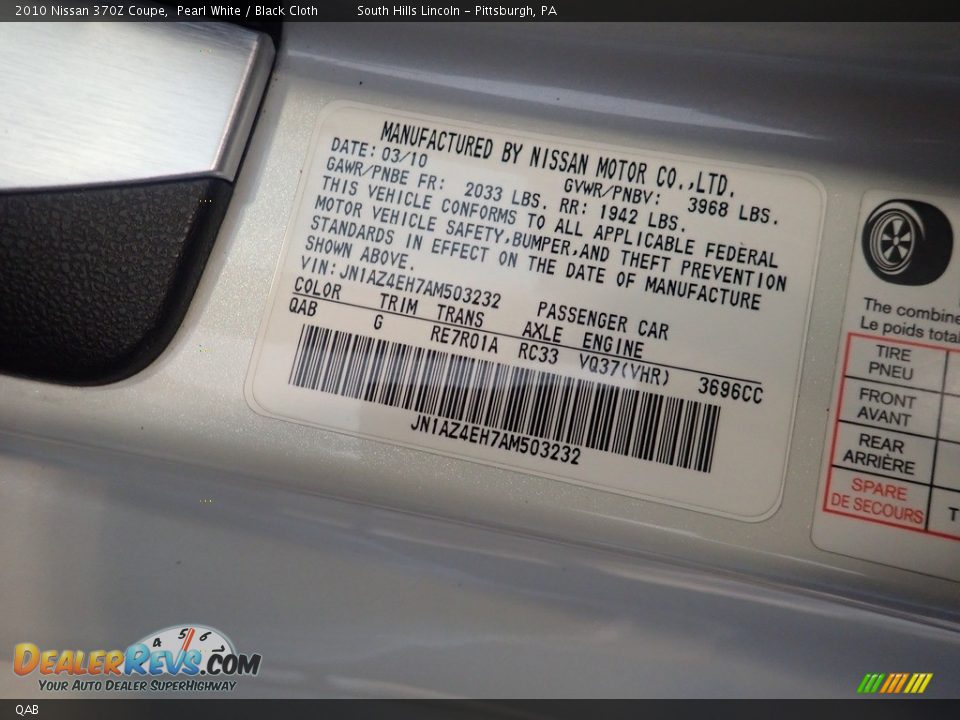 2010 Nissan 370Z Coupe, Pearl White / Black Cloth South Hills Lincoln - Pittsburgh, PA
MANUFACTURED BY NISSAN MOTOR CO.,LTD.
DATE: 03/10 GVWR/PNBV: 3968 LBS.
GAWR/PNBE FR: 2033 LBS. RR: 1942 LBS.
THIS VEHICLE CONFORMS TO ALL APPLICABLE FEDERAL
MOTOR VEHICLE SAFETY,BUMPER,AND THEFT PREVENTION
STANDARDS IN EFFECT ON THE DATE OF MANUFACTURE
SHOWN ABOVE.
VIN:JN1AZ4EH7AM503232 PASSENGER CAR
COLOR TRIM TRANS AXLE ENGINE
QAB G RE7R01A RC33 VQ37(VHR) 3696CC
JN1AZ4EH7AM503232
The combine
Le poids total
TIRE
PNEU
FRONT
AVANT
REAR
ARRIÈRE
SPARE
DE SECOURS
T
4 5 6
DEALERREVS.COM
YOUR AUTO DEALER SUPERHIGHWAY
QAB